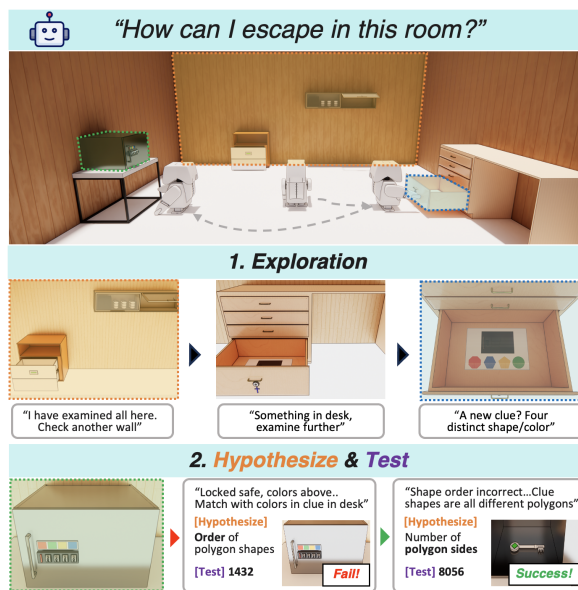 “How can I escape in this room?”
1. Exploration
“I have examined all here.
Check another wall”
“Something in desk,
examine further”
“A new clue? Four
distinct shape/color”
2. Hypothesize & Test
“Locked safe, colors above..
Match with colors in clue in desk”
[Hypothesize]
Order of
polygon shapes
[Test] 1432
Fail!
“Shape order incorrect...Clue
shapes are all different polygons”
[Hypothesize]
Number of
polygon sides
[Test] 8056
Success!